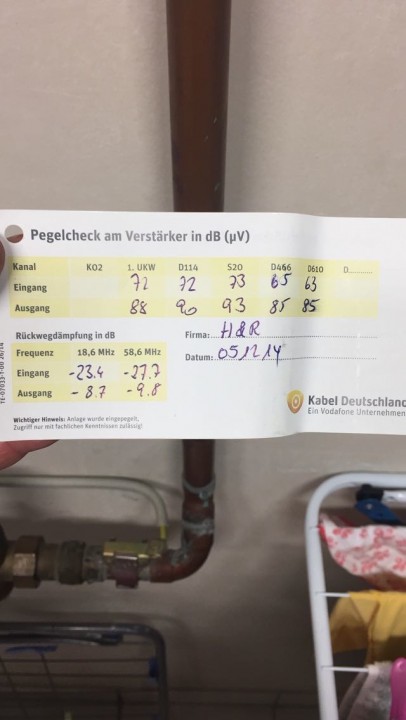 Pegelcheck am Verstärker in dB (µV)
Kanal K02 1. UKW D114 S20 D466 D610 D...........
Eingang 72 72 73 65 63
Ausgang 88 90 93 85 85
Rückwegdämpfung in dB
Frequenz 18,6 MHz 58,6 MHz
Eingang -23.4 -27.7
Ausgang - 8.7 - 9.8
Firma: H&R
Datum: 05.12.14
Wichtiger Hinweis: Anlage wurde eingepegelt,
Zugriff nur mit fachlichen Kenntnissen zulässig!
Kabel Deutschland
Ein Vodafone Unternehmen